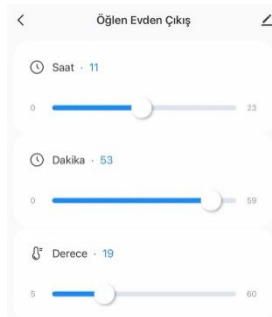 Öğlen Evden Çıkış
Saat · 11
0 23
Dakika · 53
0 59
Derece · 19
5 60